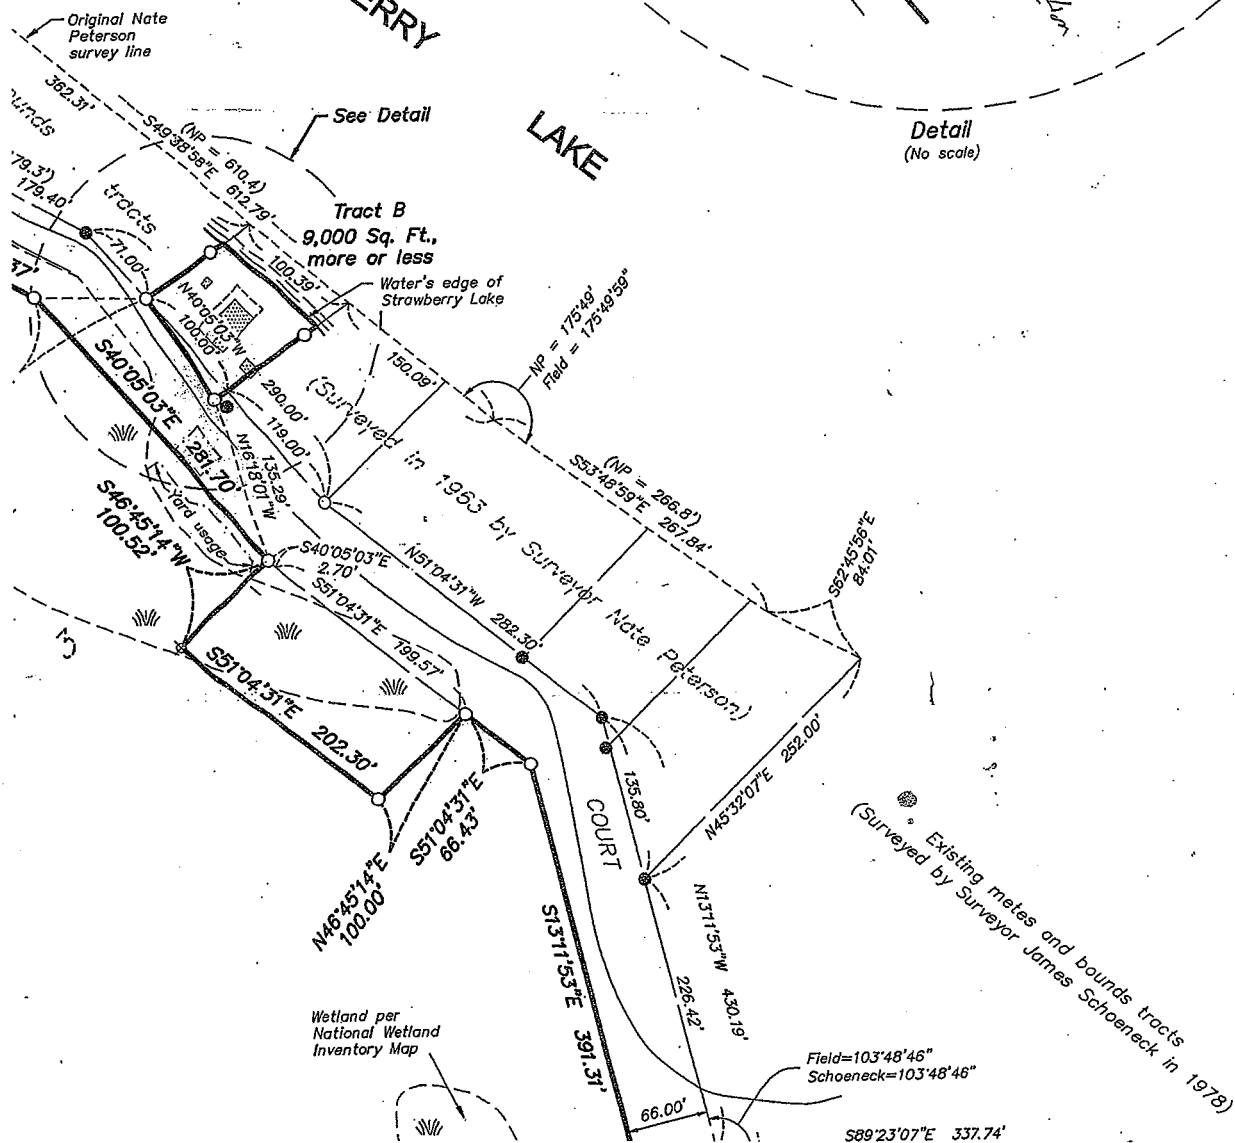 Original Nate
Peterson
survey line
ERRY
LAKE
Detail
(No scale)
362.31'
See Detail
(NP = 610.4)
S49°38'58"E 612.79'
unds
tracts
79.3')
179.40'
71.00'
37'
Tract B
9,000 Sq. Ft.,
more or less
100.39'
Water's edge of
Strawberry Lake
N40°05'03"W
100.00'
150.09'
NP = 175°49'
Field = 175°49'59"
S40°05'03"E 281.70'
290.00'
119.00'
N16°18'01"W
135.29'
(Surveyed in 1963 by Surveyor Nate Peterson)
(NP = 266.8')
S53°48'59"E 267.84'
S62°45'56"E
84.01'
S46°45'14"W
100.52'
Yard usage
S40°05'03"E
2.70'
S51°04'31"E 199.57'
N51°04'31"W 282.30'
3
S51°04'31"E 202.30'
S51°04'31"E
66.43'
N46°45'14"E
100.00'
135.80'
COURT
N45°32'07"E 252.00'
Existing metes and bounds tracts
(Surveyed by Surveyor James Schoeneck in 1978)
N13°11'53"W 430.19'
226.42'
S13°11'53"E 391.31'
Wetland per
National Wetland
Inventory Map
Field=103°48'46"
Schoeneck=103°48'46"
66.00'
S89°23'07"E 337.74'